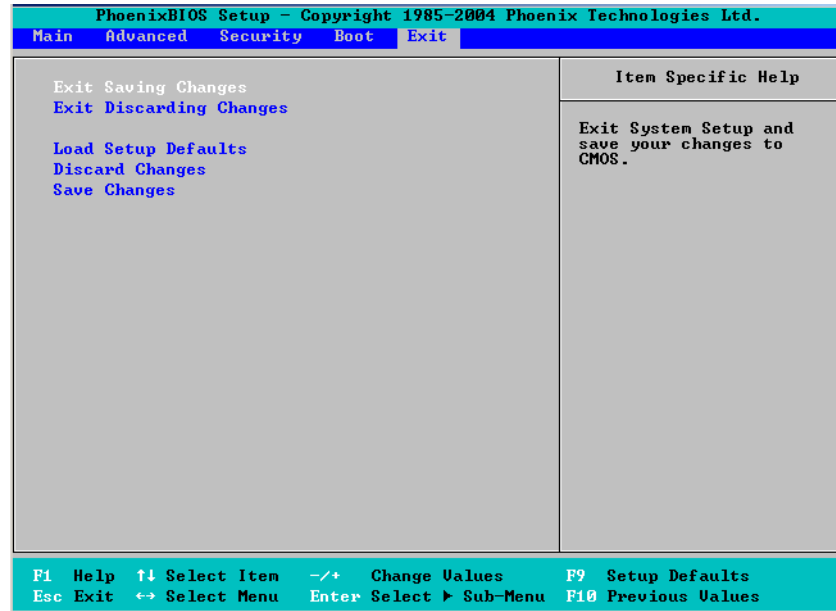 PhoenixBIOS Setup - Copyright 1985-2004 Phoenix Technologies Ltd.
Main Advanced Security Boot Exit
Exit Saving Changes
Exit Discarding Changes
Load Setup Defaults
Discard Changes
Save Changes
Item Specific Help
Exit System Setup and
save your changes to
CMOS.
F1 Help ↑↓ Select Item -/+ Change Values F9 Setup Defaults
Esc Exit ↔ Select Menu Enter Select ▶ Sub-Menu F10 Previous Values